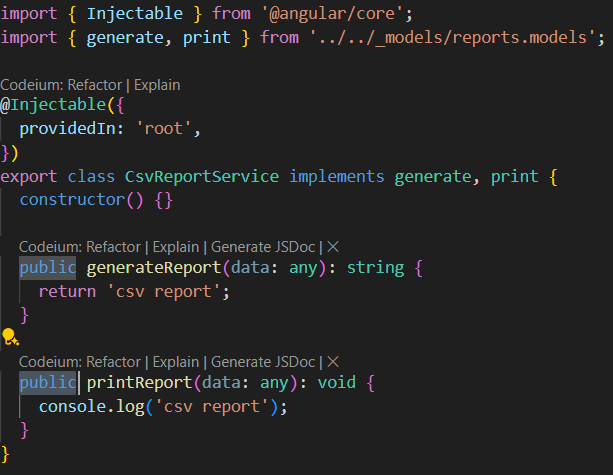 import { Injectable } from '@angular/core';
import { generate, print } from '../../_models/reports.models';
Codeium: Refactor | Explain
@Injectable({
  providedIn: 'root',
})
export class CsvReportService implements generate, print {
  constructor() {}
  Codeium: Refactor | Explain | Generate JSDoc | ×
  public generateReport(data: any): string {
    return 'csv report';
  }
  Codeium: Refactor | Explain | Generate JSDoc | ×
  public printReport(data: any): void {
    console.log('csv report');
  }
}